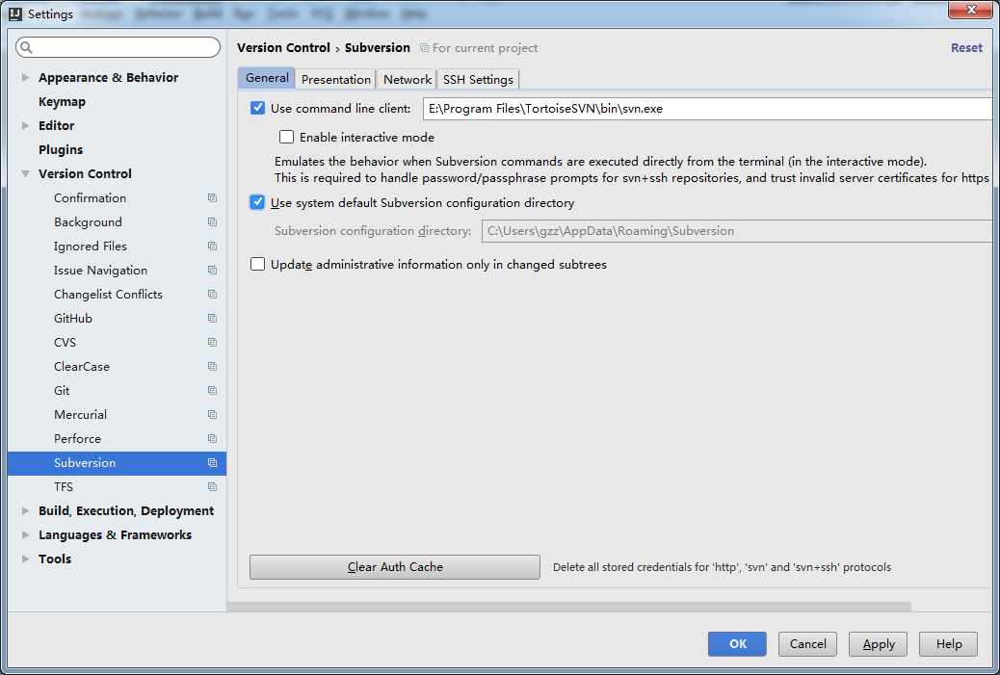 Settings
Version Control › Subversion For current project Reset
Appearance & Behavior
Keymap
Editor
Plugins
Version Control
Confirmation
Background
Ignored Files
Issue Navigation
Changelist Conflicts
GitHub
CVS
ClearCase
Git
Mercurial
Perforce
Subversion
TFS
Build, Execution, Deployment
Languages & Frameworks
Tools
General Presentation Network SSH Settings
Use command line client: E:\Program Files\TortoiseSVN\bin\svn.exe
Enable interactive mode
Emulates the behavior when Subversion commands are executed directly from the terminal (in the interactive mode).
This is required to handle password/passphrase prompts for svn+ssh repositories, and trust invalid server certificates for https
Use system default Subversion configuration directory
Subversion configuration directory: C:\Users\gzz\AppData\Roaming\Subversion
Update administrative information only in changed subtrees
Clear Auth Cache Delete all stored credentials for 'http', 'svn' and 'svn+ssh' protocols
OK Cancel Apply Help